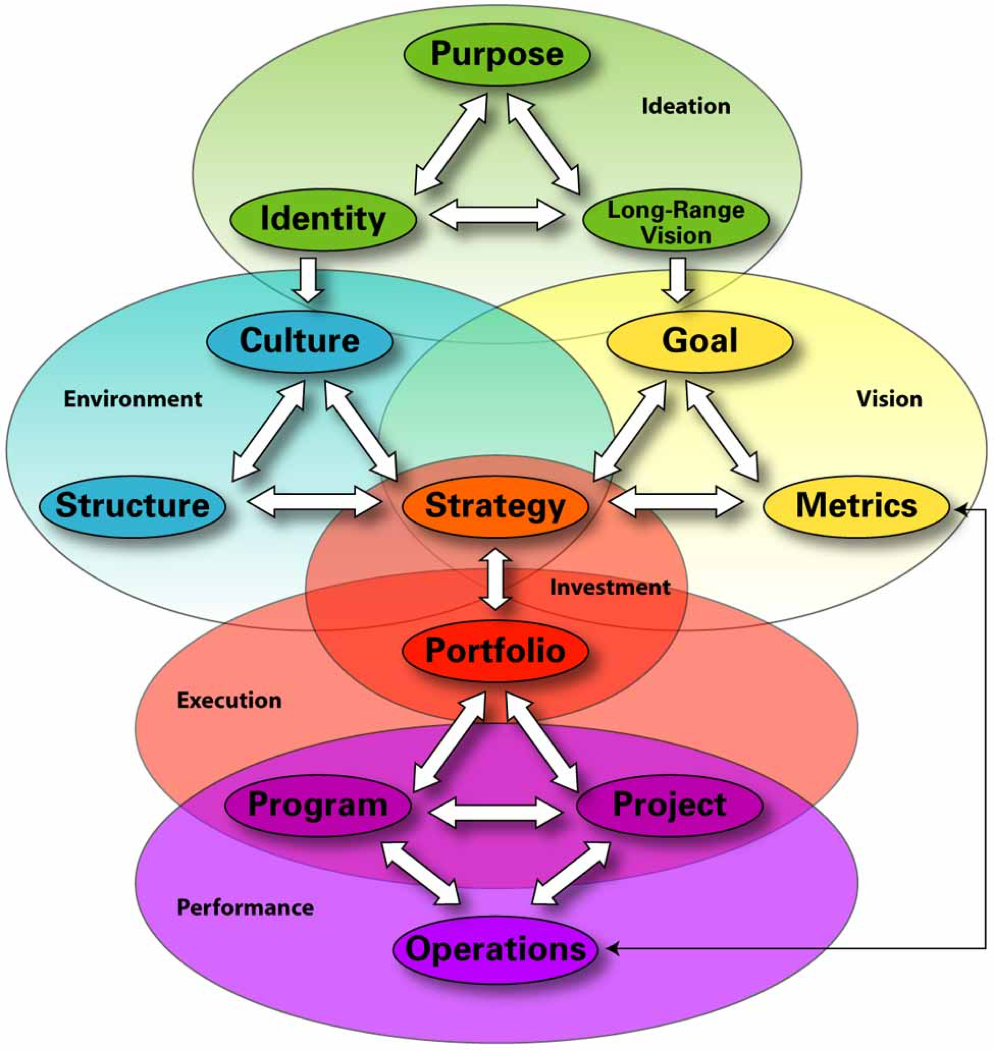 Purpose
Ideation
Identity
Long-Range
Vision
Culture
Goal
Environment
Vision
Structure
Strategy
Metrics
Investment
Portfolio
Execution
Program
Project
Performance
Operations